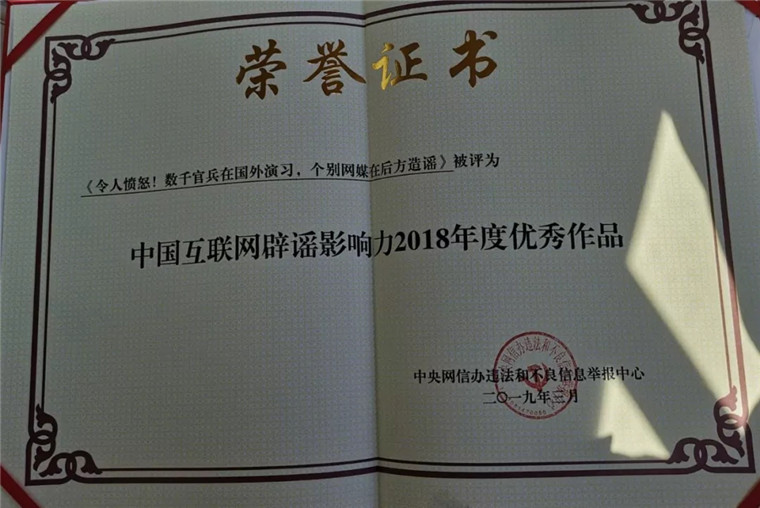 荣誉证书
《令人愤怒！数千官兵在国外演习，个别网媒在后方造谣》被评为
中国互联网辟谣影响力2018年度优秀作品
中央网信办违法和不良信息举报中心
二〇一九年三月